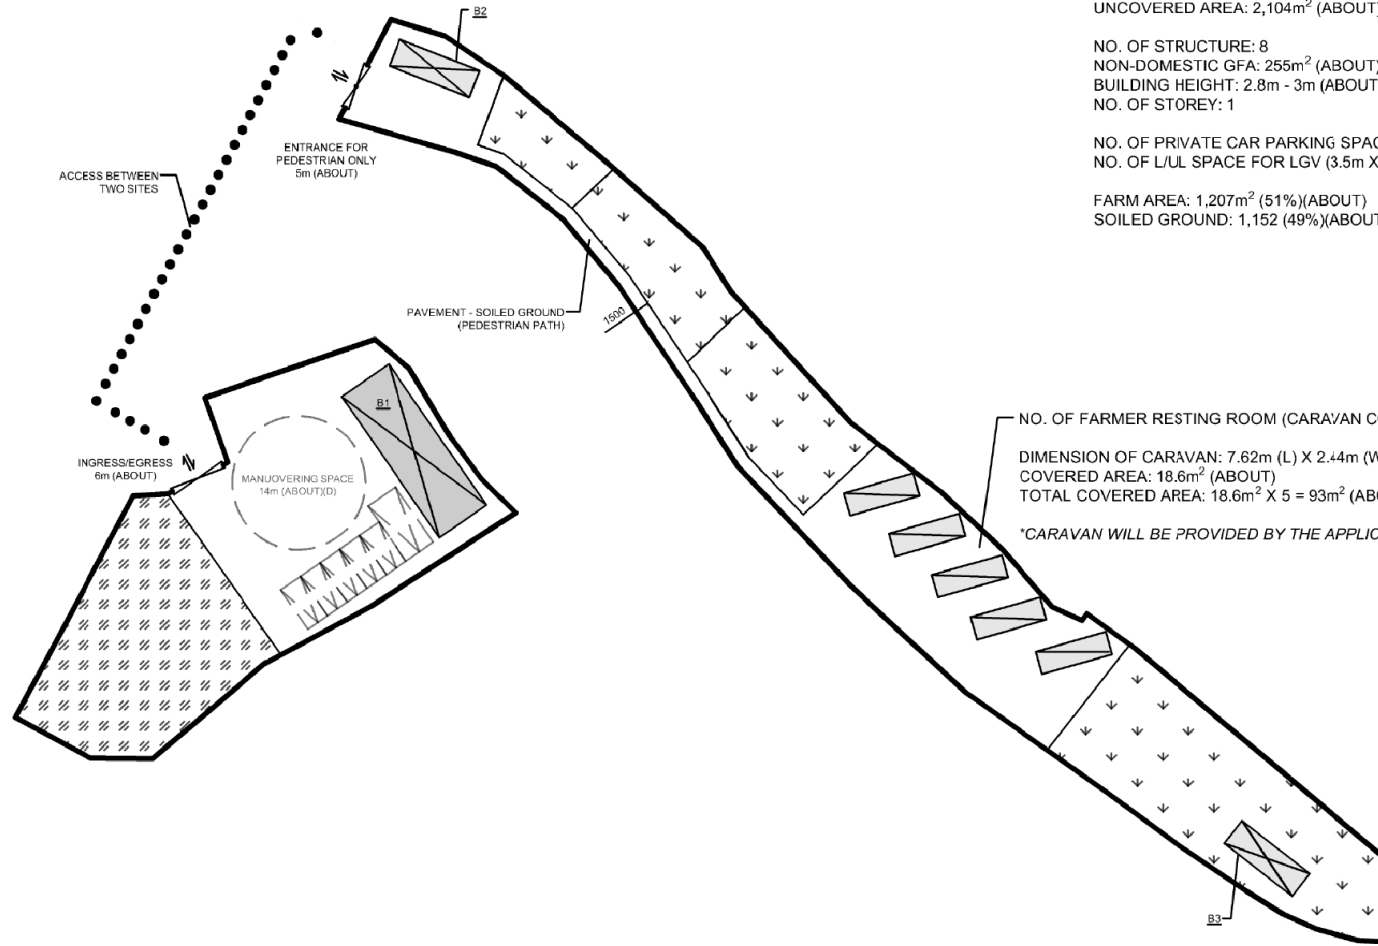 UNCOVERED AREA: 2,104m² (ABOUT)
NO. OF STRUCTURE: 8
NON-DOMESTIC GFA: 255m² (ABOUT)
BUILDING HEIGHT: 2.8m - 3m (ABOUT
NO. OF STOREY: 1
NO. OF PRIVATE CAR PARKING SPAC
NO. OF L/UL SPACE FOR LGV (3.5m X
FARM AREA: 1,207m² (51%)(ABOUT)
SOILED GROUND: 1,152 (49%)(ABOUT
B2
ENTRANCE FOR
PEDESTRIAN ONLY
5m (ABOUT)
ACCESS BETWEEN
TWO SITES
PAVEMENT - SOILED GROUND
(PEDESTRIAN PATH)
1500
B1
INGRESS/EGRESS
6m (ABOUT)
MANUOVERING SPACE
14m (ABOUT)(D)
NO. OF FARMER RESTING ROOM (CARAVAN C
DIMENSION OF CARAVAN: 7.62m (L) X 2.44m (W
COVERED AREA: 18.6m² (ABOUT)
TOTAL COVERED AREA: 18.6m² X 5 = 93m² (AB
*CARAVAN WILL BE PROVIDED BY THE APPLIC
B3